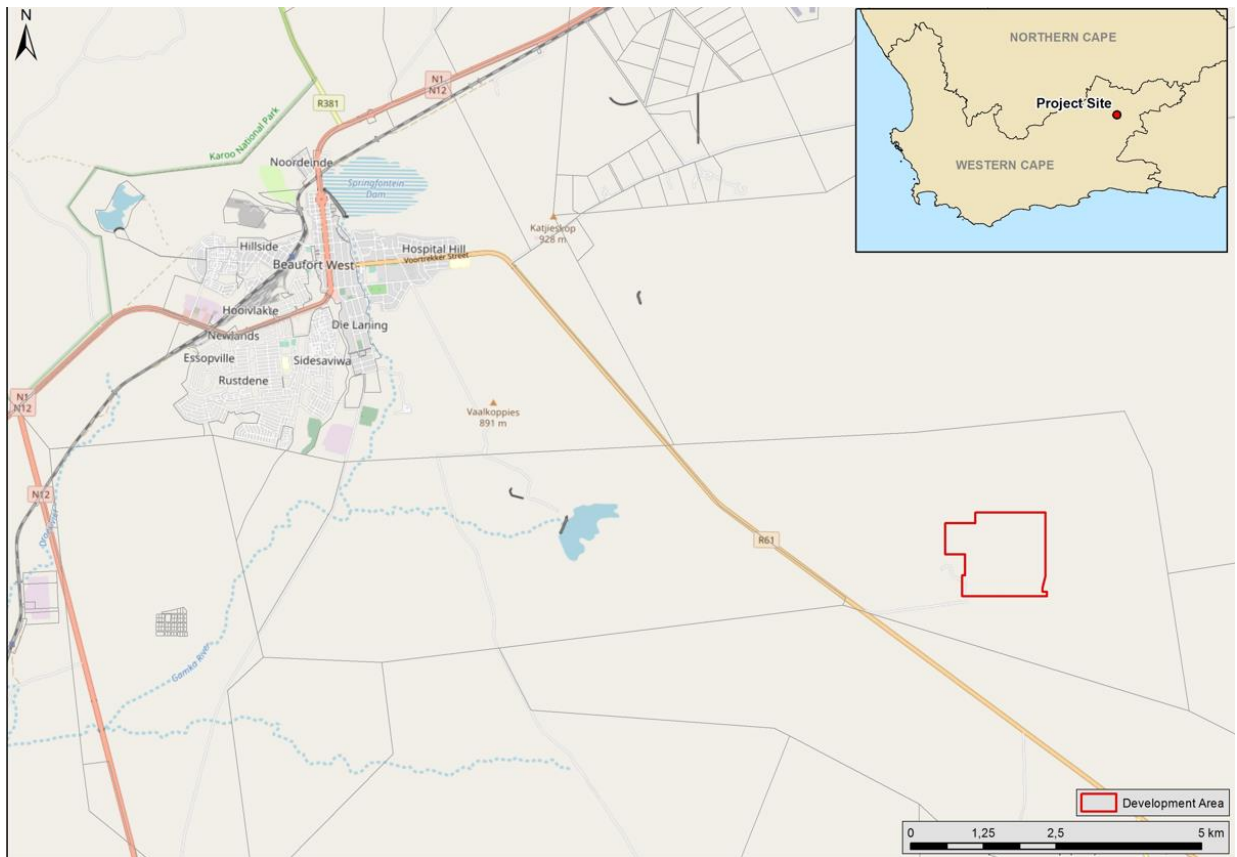 N
NORTHERN CAPE
Project Site
WESTERN CAPE
N1
N12
R381
Karoo National Park
Noordeinde
Springfontein
Dam
Katjieskop
928 m
Hillside
Hospital Hill
Voortrekker Street
Beaufort West
Hooivlakte
Die Laning
Newlands
Essopville
Sidesaviwa
Rustdene
N1
N12
Vaalkoppies
891 m
N12
R61
Gamka River
Development Area
0 1,25 2,5 5 km